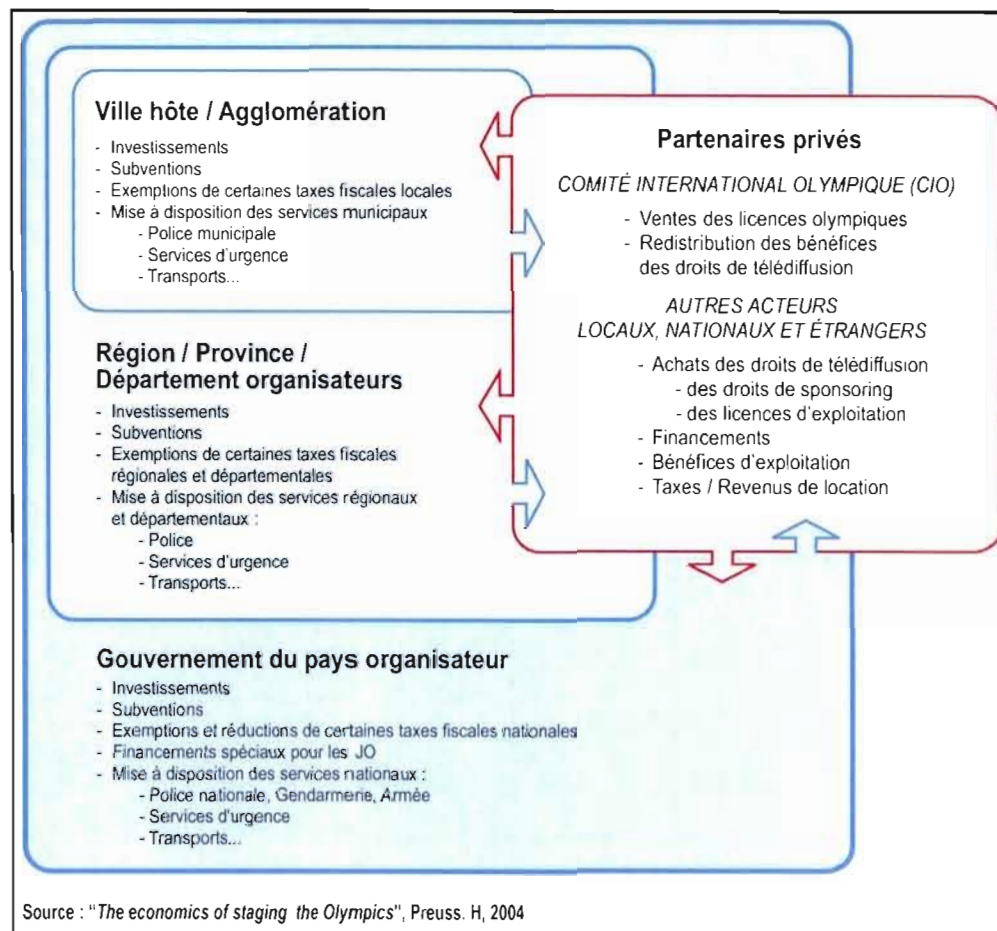 Ville hôte / Agglomération
- Investissements
- Subventions
- Exemptions de certaines taxes fiscales locales
- Mise à disposition des services municipaux
- Police municipale
- Services d'urgence
- Transports...
Région / Province /
Département organisateurs
- Investissements
- Subventions
- Exemptions de certaines taxes fiscales
régionales et départementales
- Mise à disposition des services régionaux
et départementaux :
- Police
- Services d'urgence
- Transports...
Gouvernement du pays organisateur
- Investissements
- Subventions
- Exemptions et réductions de certaines taxes fiscales nationales
- Financements spéciaux pour les JO
- Mise à disposition des services nationaux :
- Police nationale, Gendarmerie, Armée
- Services d'urgence
- Transports...
Partenaires privés
COMITÉ INTERNATIONAL OLYMPIQUE (CIO)
- Ventes des licences olympiques
- Redistribution des bénéfices
des droits de télédiffusion
AUTRES ACTEURS
LOCAUX, NATIONAUX ET ÉTRANGERS
- Achats des droits de télédiffusion
- des droits de sponsoring
- des licences d'exploitation
- Financements
- Bénéfices d'exploitation
- Taxes / Revenus de location
Source : "The economics of staging the Olympics", Preuss. H, 2004